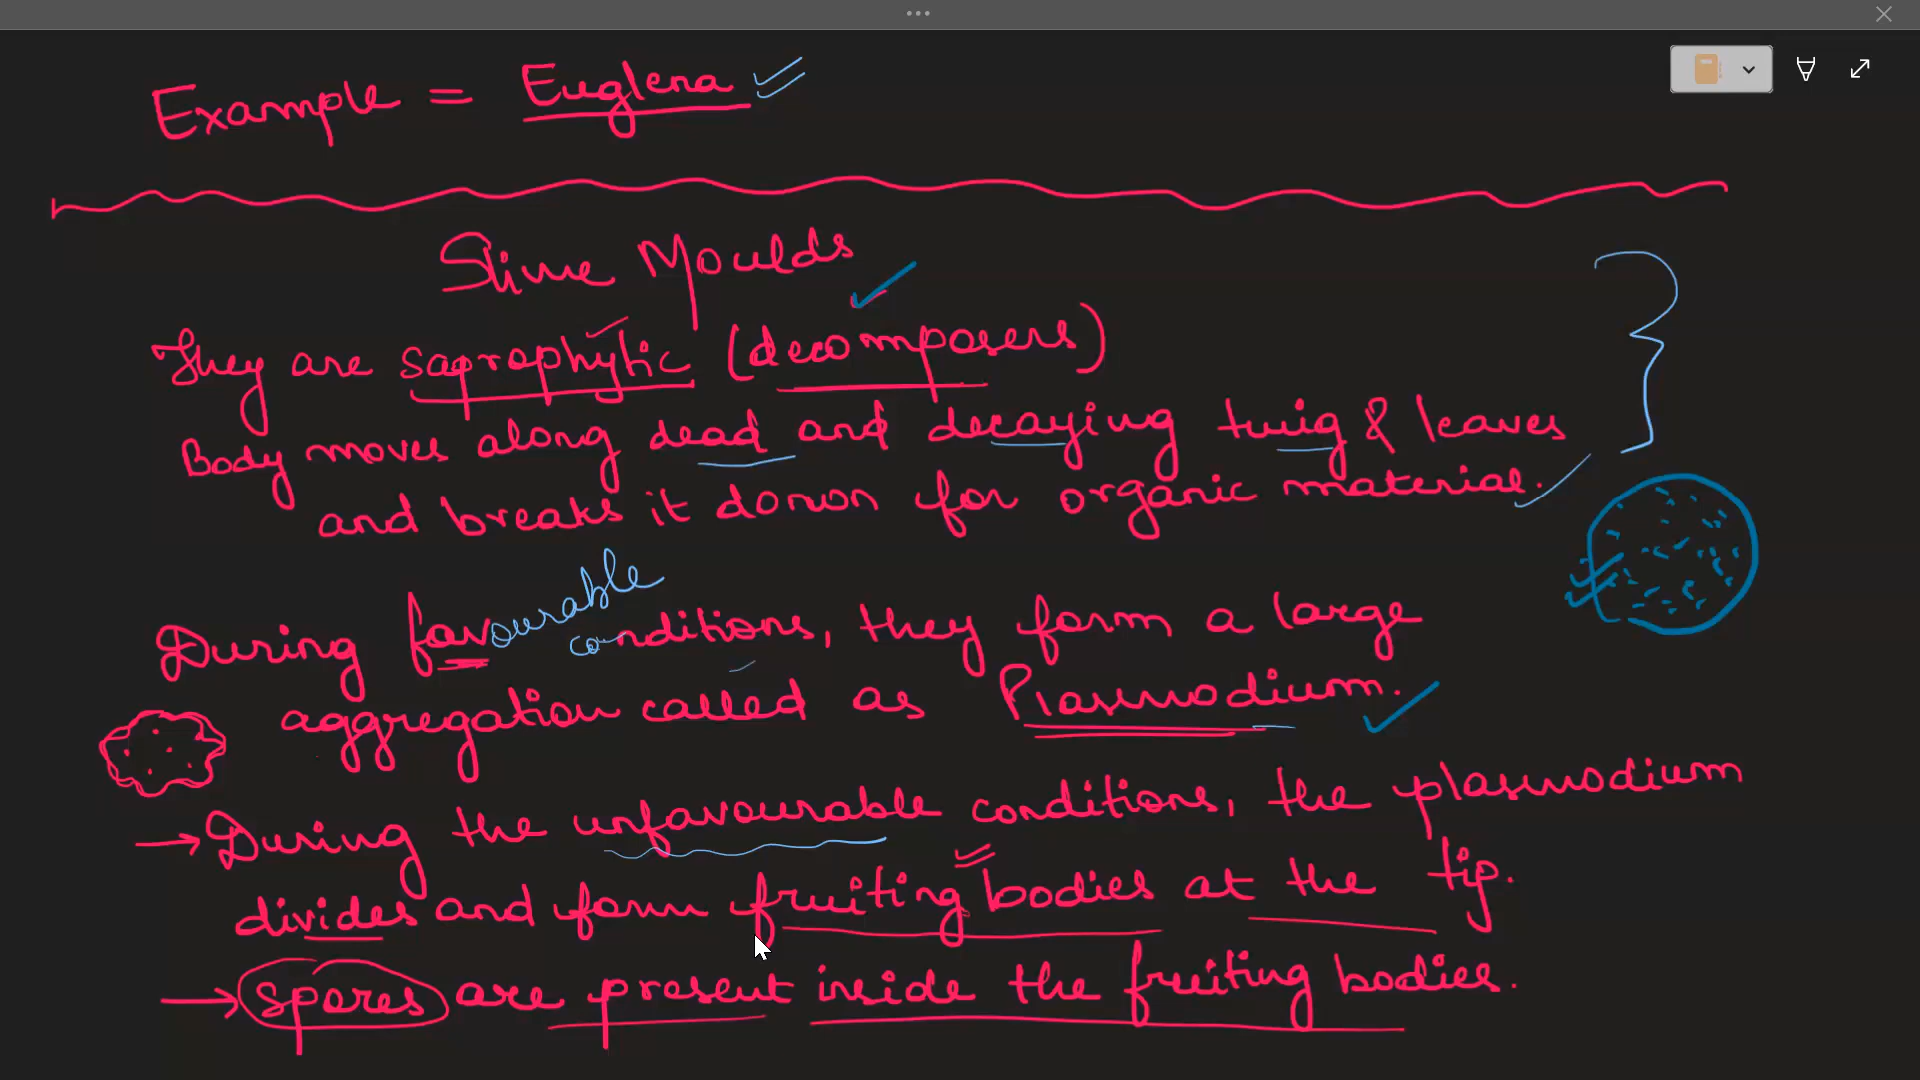 Example = Euglena
Slime Moulds
They are saprophytic (decomposers)
Body moves along dead and decaying twig & leaves
and breaks it down for organic material.
During favourable conditions, they form a large
aggregation called as Plasmodium.
→ During the unfavourable conditions, the plasmodium
divides and form fruiting bodies at the tip.
→ Spores are present inside the fruiting bodies.